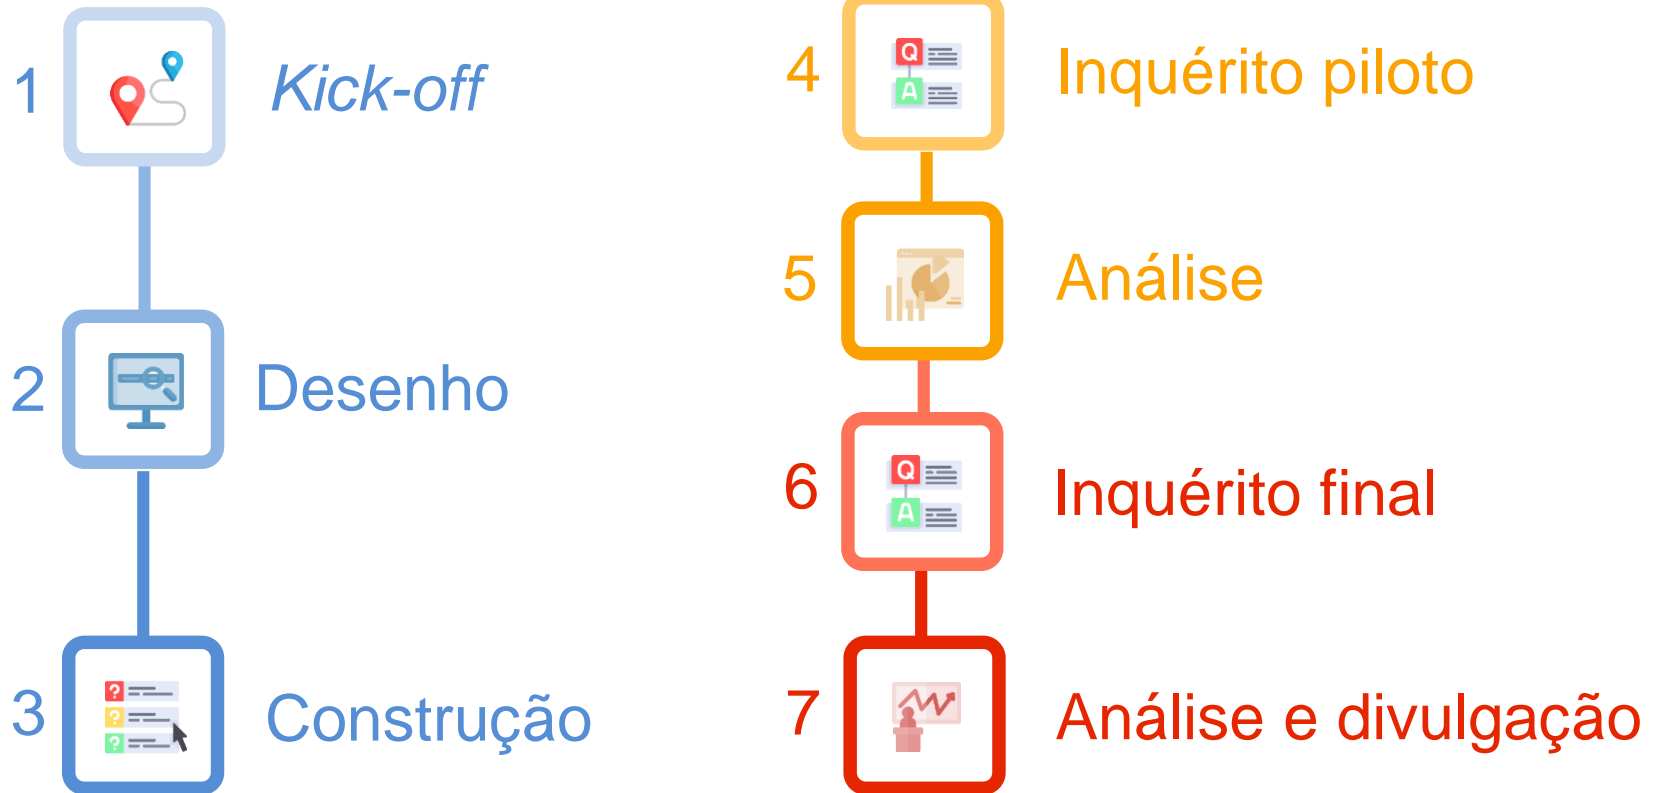 1
Kick-off
2
Desenho
3
? 
?
?
Construção
4
Q
A
Inquérito piloto
5
Análise
6
Q
A
Inquérito final
7
Análise e divulgação